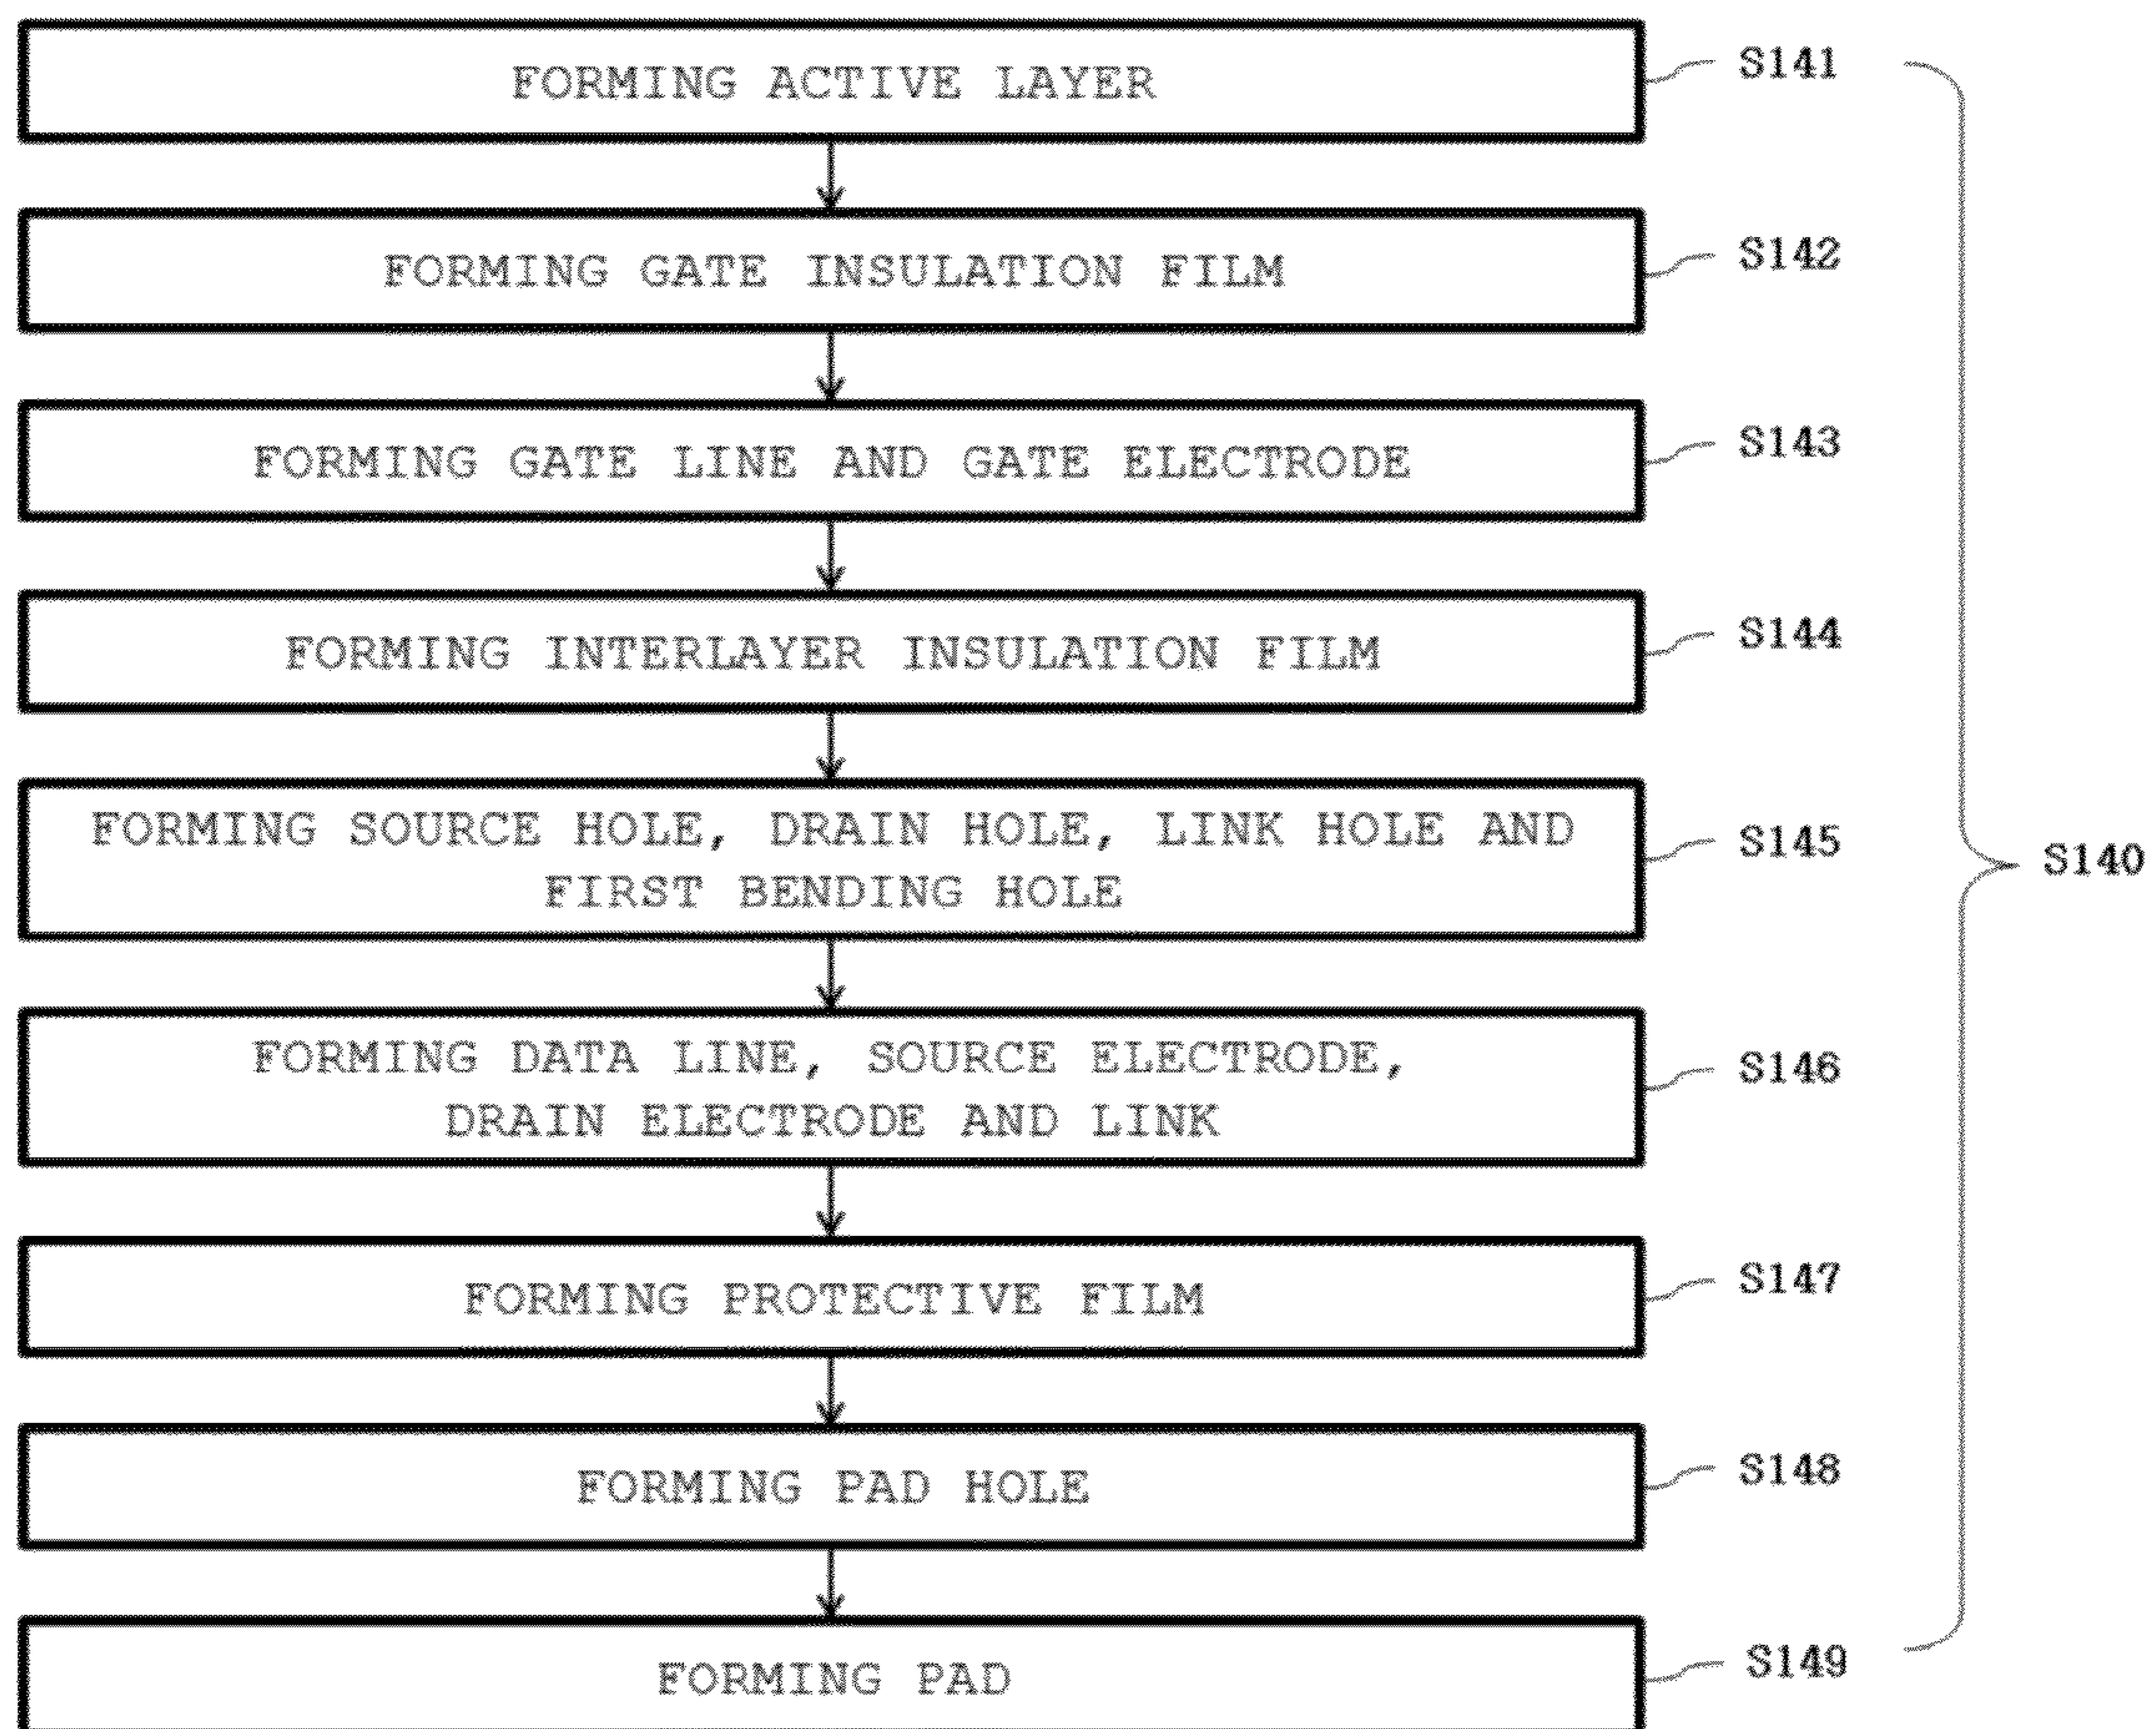 FORMING ACTIVE LAYER
S141
FORMING GATE INSULATION FILM
S142
FORMING GATE LINE AND GATE ELECTRODE
S143
FORMING INTERLAYER INSULATION FILM
S144
FORMING SOURCE HOLE, DRAIN HOLE, LINK HOLE AND
FIRST BENDING HOLE
S145
S140
FORMING DATA LINE, SOURCE ELECTRODE,
DRAIN ELECTRODE AND LINK
S146
FORMING PROTECTIVE FILM
S147
FORMING PAD HOLE
S148
FORMING PAD
S149